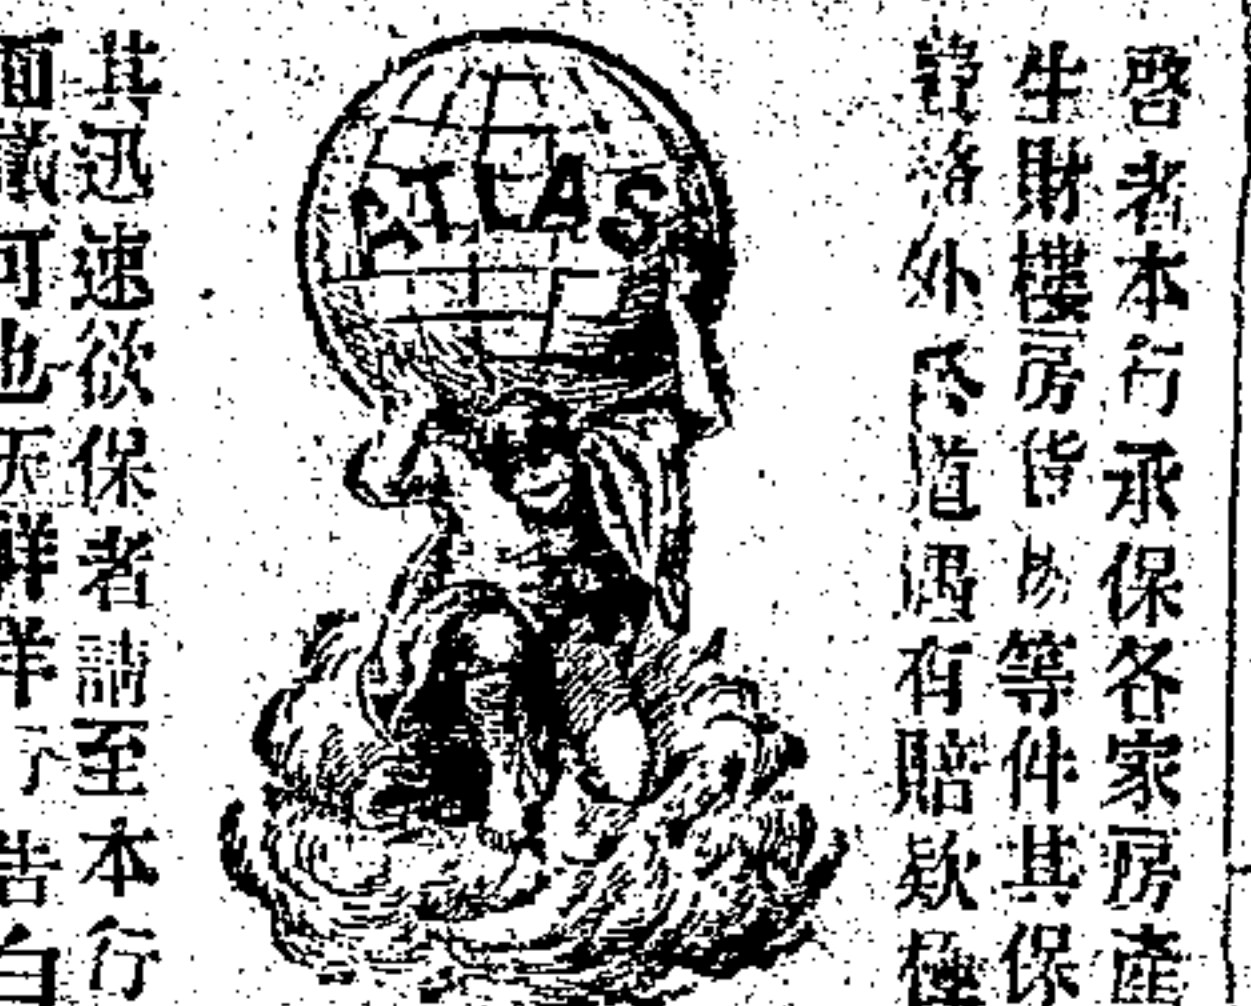 啓者本行承保各家房產
生財樓房貨物等件其保
費格外公道遇有賠欵極
ATLAS
其迅速欲保者請至本行
面議可也天祥洋行告白